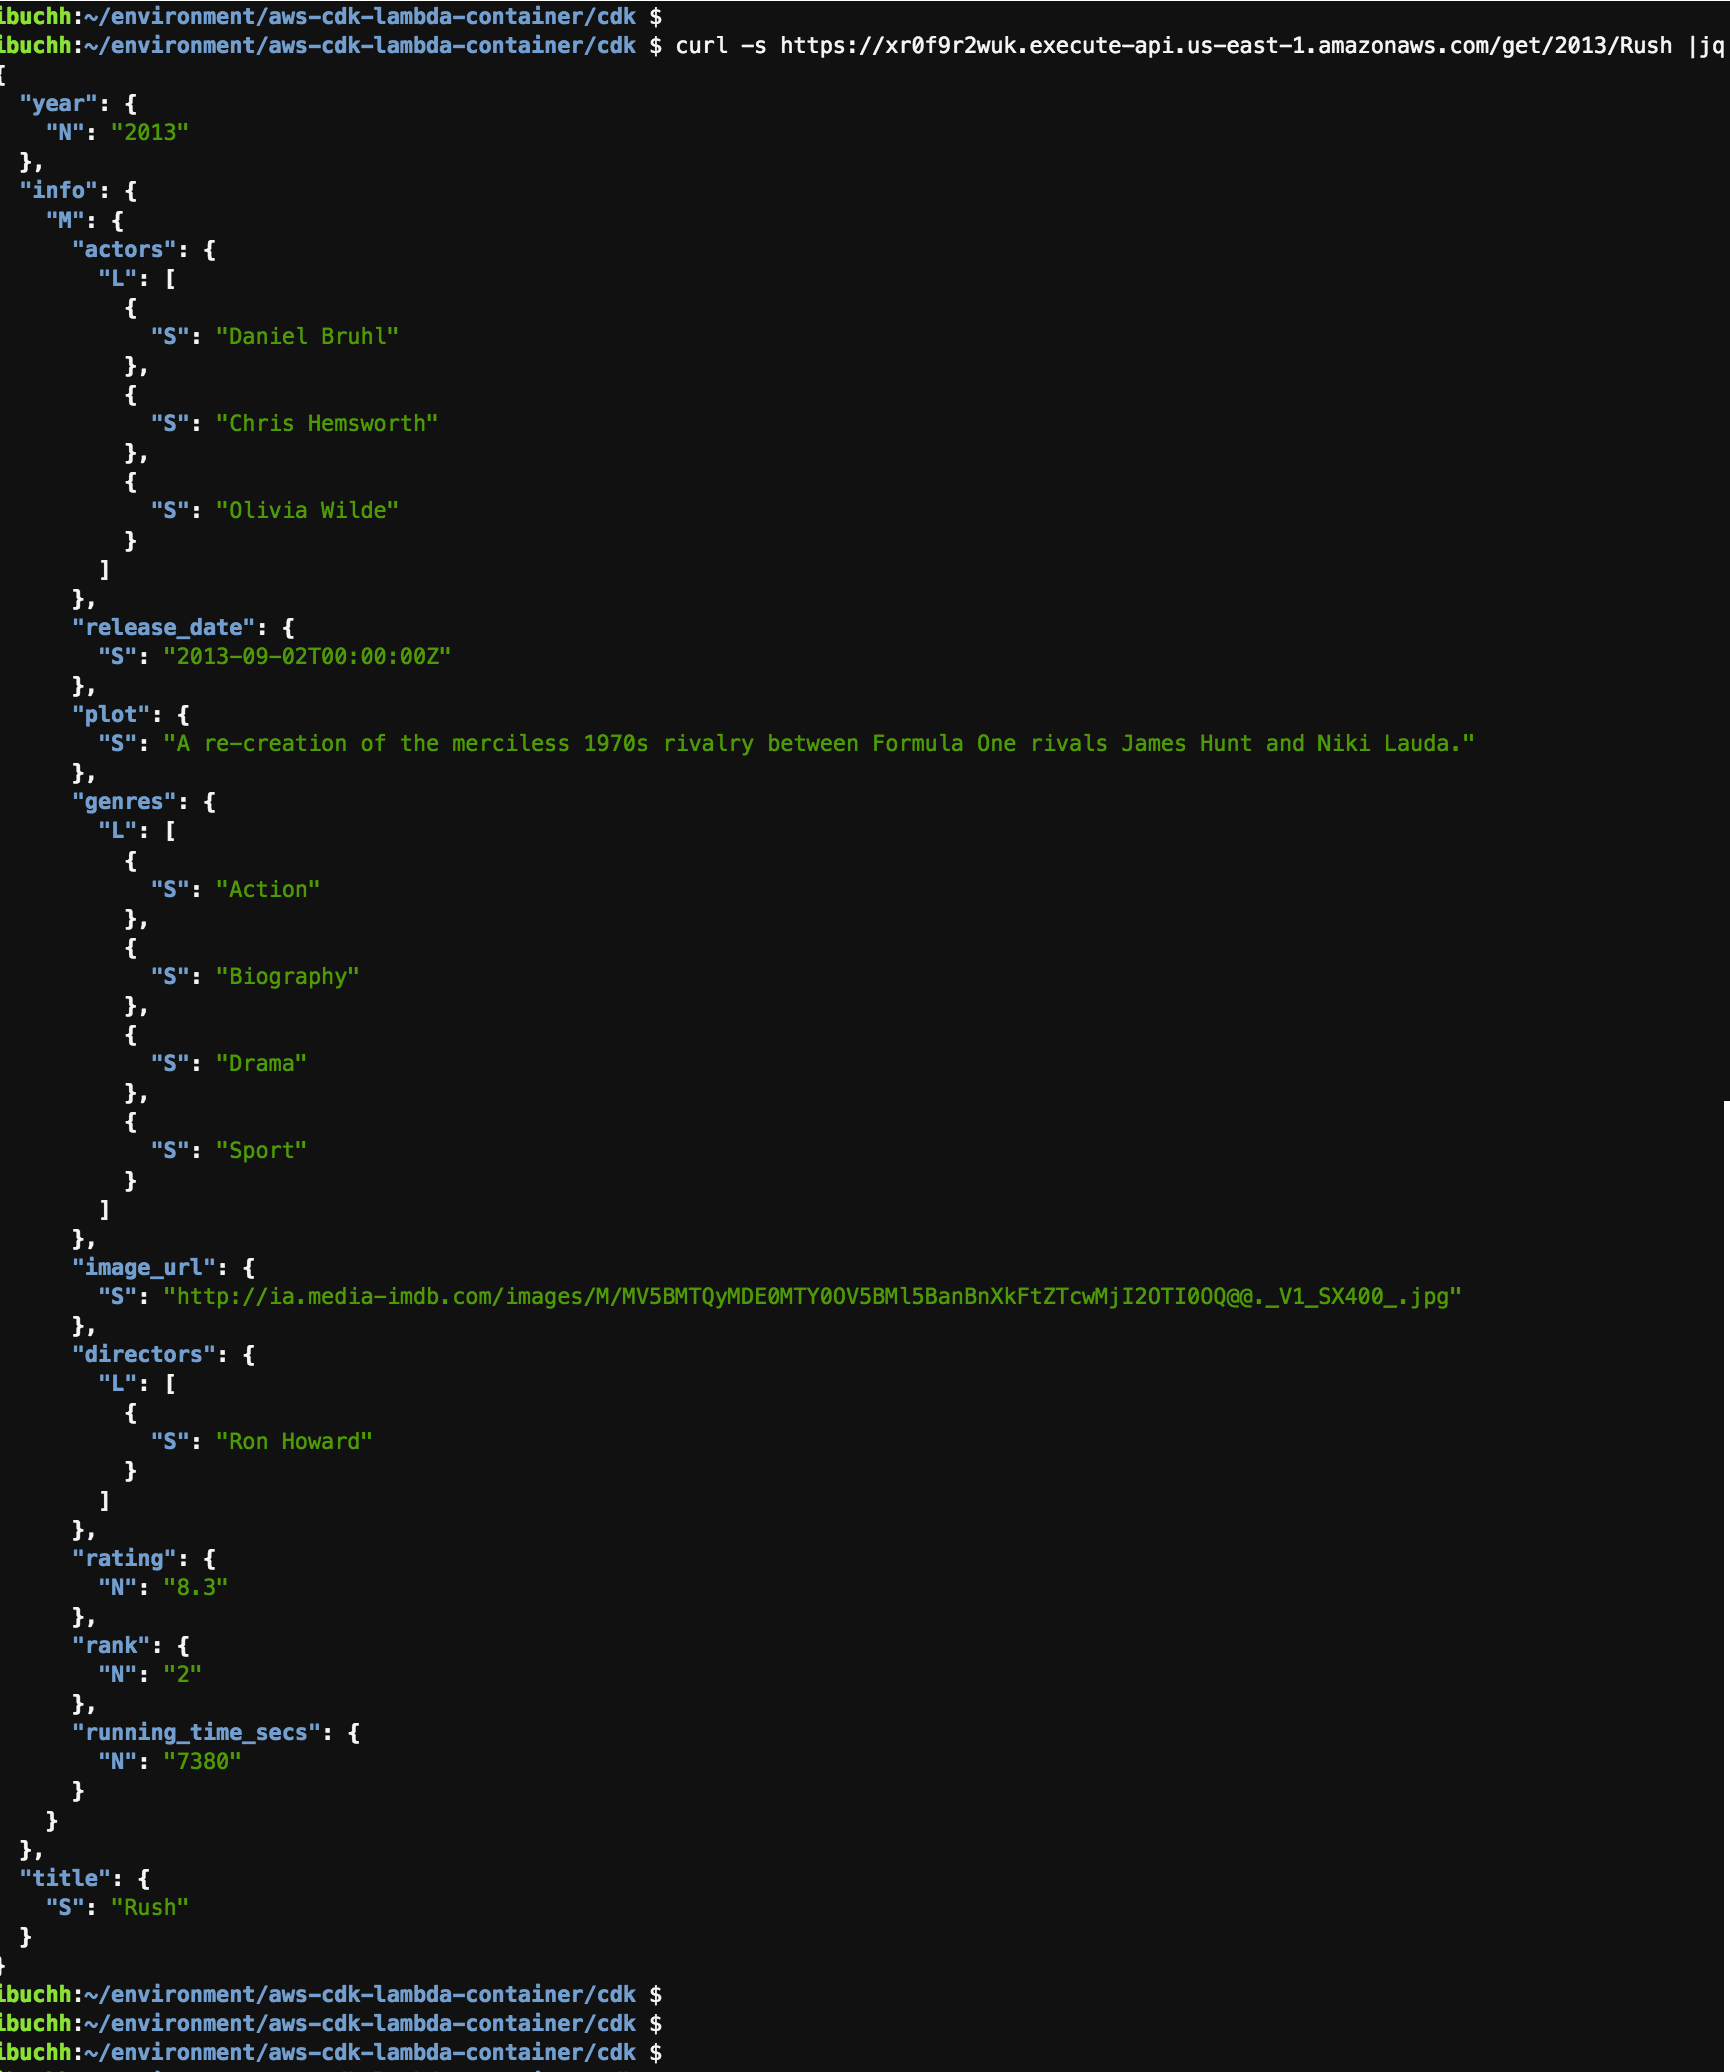 ibuchh:~/environment/aws-cdk-lambda-container/cdk $
ibuchh:~/environment/aws-cdk-lambda-container/cdk $ curl -s https://xr0f9r2wuk.execute-api.us-east-1.amazonaws.com/get/2013/Rush |jq
{
  "year": {
    "N": "2013"
  },
  "info": {
    "M": {
      "actors": {
        "L": [
          {
            "S": "Daniel Bruhl"
          },
          {
            "S": "Chris Hemsworth"
          },
          {
            "S": "Olivia Wilde"
          }
        ]
      },
      "release_date": {
        "S": "2013-09-02T00:00:00Z"
      },
      "plot": {
        "S": "A re-creation of the merciless 1970s rivalry between Formula One rivals James Hunt and Niki Lauda."
      },
      "genres": {
        "L": [
          {
            "S": "Action"
          },
          {
            "S": "Biography"
          },
          {
            "S": "Drama"
          },
          {
            "S": "Sport"
          }
        ]
      },
      "image_url": {
        "S": "http://ia.media-imdb.com/images/M/MV5BMTQyMDE0MTY0OV5BMl5BanBnXkFtZTcwMjI2OTI0OQ@@._V1_SX400_.jpg"
      },
      "directors": {
        "L": [
          {
            "S": "Ron Howard"
          }
        ]
      },
      "rating": {
        "N": "8.3"
      },
      "rank": {
        "N": "2"
      },
      "running_time_secs": {
        "N": "7380"
      }
    }
  },
  "title": {
    "S": "Rush"
  }
}
ibuchh:~/environment/aws-cdk-lambda-container/cdk $
ibuchh:~/environment/aws-cdk-lambda-container/cdk $
ibuchh:~/environment/aws-cdk-lambda-container/cdk $